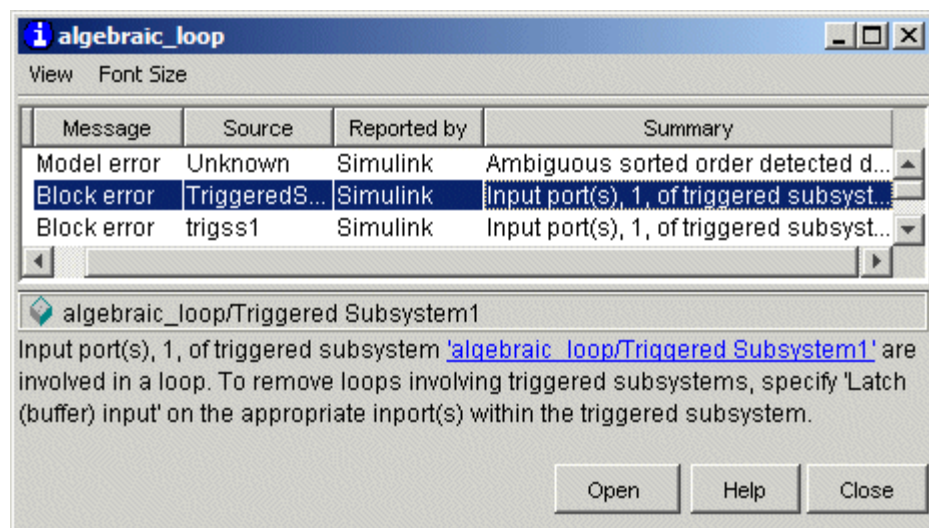 algebraic_loop
View Font Size
Message Source Reported by Summary
Model error Unknown Simulink Ambiguous sorted order detected d...
Block error TriggeredS... Simulink Input port(s), 1, of triggered subsyst...
Block error trigss1 Simulink Input port(s), 1, of triggered subsyst...
algebraic_loop/Triggered Subsystem1
Input port(s), 1, of triggered subsystem 'algebraic_loop/Triggered Subsystem1' are
involved in a loop. To remove loops involving triggered subsystems, specify 'Latch
(buffer) input' on the appropriate inport(s) within the triggered subsystem.
Open Help Close